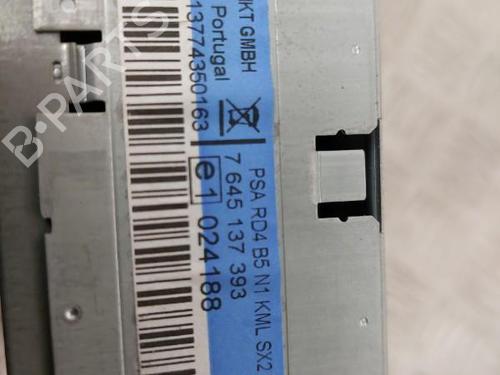 IKT GMBH
Portugal
13774350163
PSA RD4 B5 N1 KML SX2
7 645 137 393
e1 024188
B-PARTS